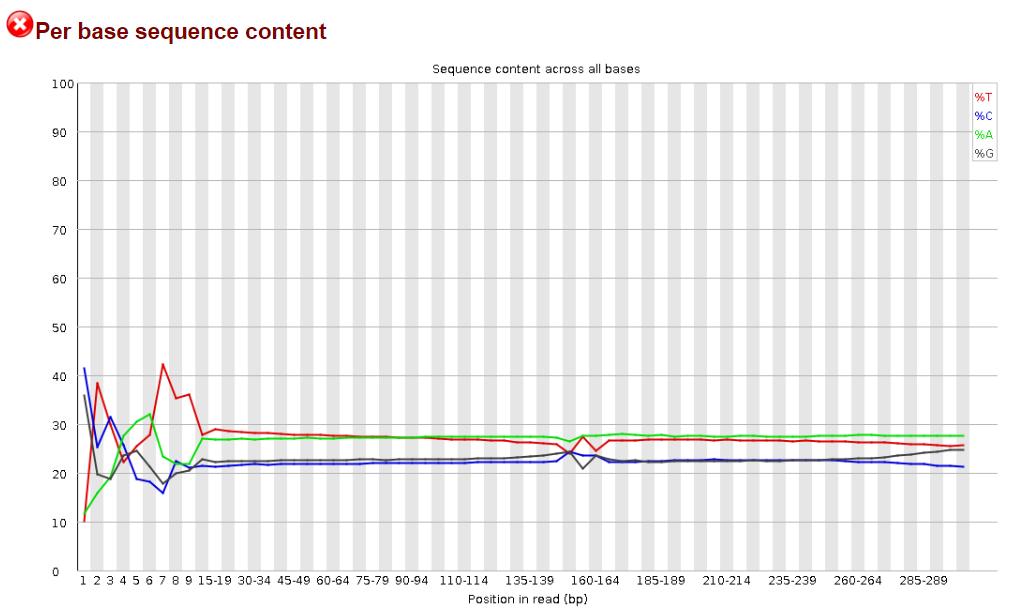 Per base sequence content
Sequence content across all bases
100
90
80
70
60
50
40
30
20
10
0
%T
%C
%A
%G
1 2 3 4 5 6 7 8 9 15-19 30-34 45-49 60-64 75-79 90-94 110-114 135-139 160-164 185-189 210-214 235-239 260-264 285-289
Position in read (bp)